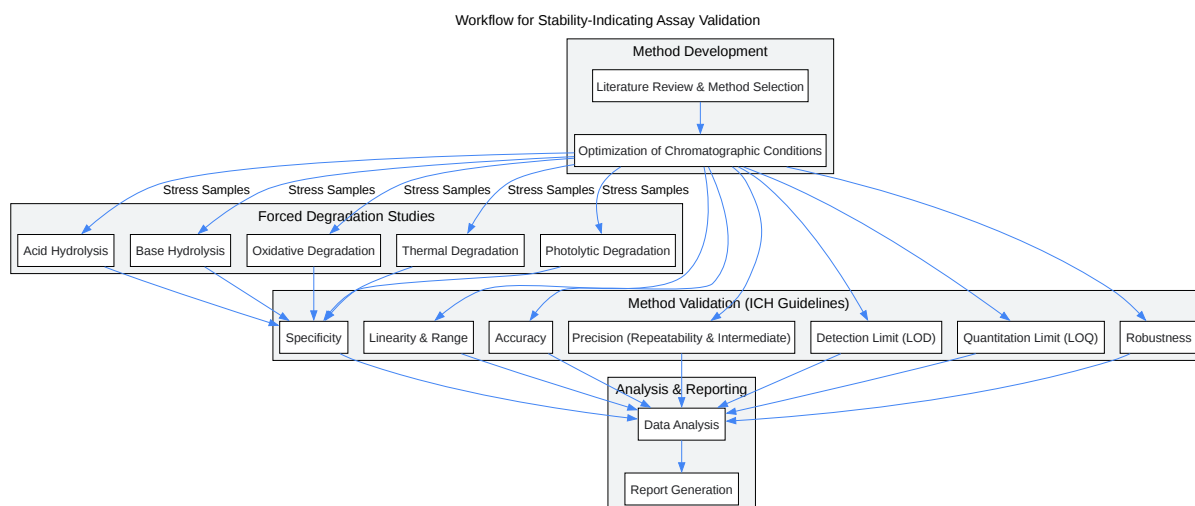 Workflow for Stability-Indicating Assay Validation
Method Development
Literature Review & Method Selection
Optimization of Chromatographic Conditions
Stress Samples
Stress Samples
Stress Samples
Stress Samples
Stress Samples
Forced Degradation Studies
Acid Hydrolysis
Base Hydrolysis
Oxidative Degradation
Thermal Degradation
Photolytic Degradation
Method Validation (ICH Guidelines)
Specificity
Linearity & Range
Accuracy
Precision (Repeatability & Intermediate)
Detection Limit (LOD)
Quantitation Limit (LOQ)
Robustness
Analysis & Reporting
Data Analysis
Report Generation